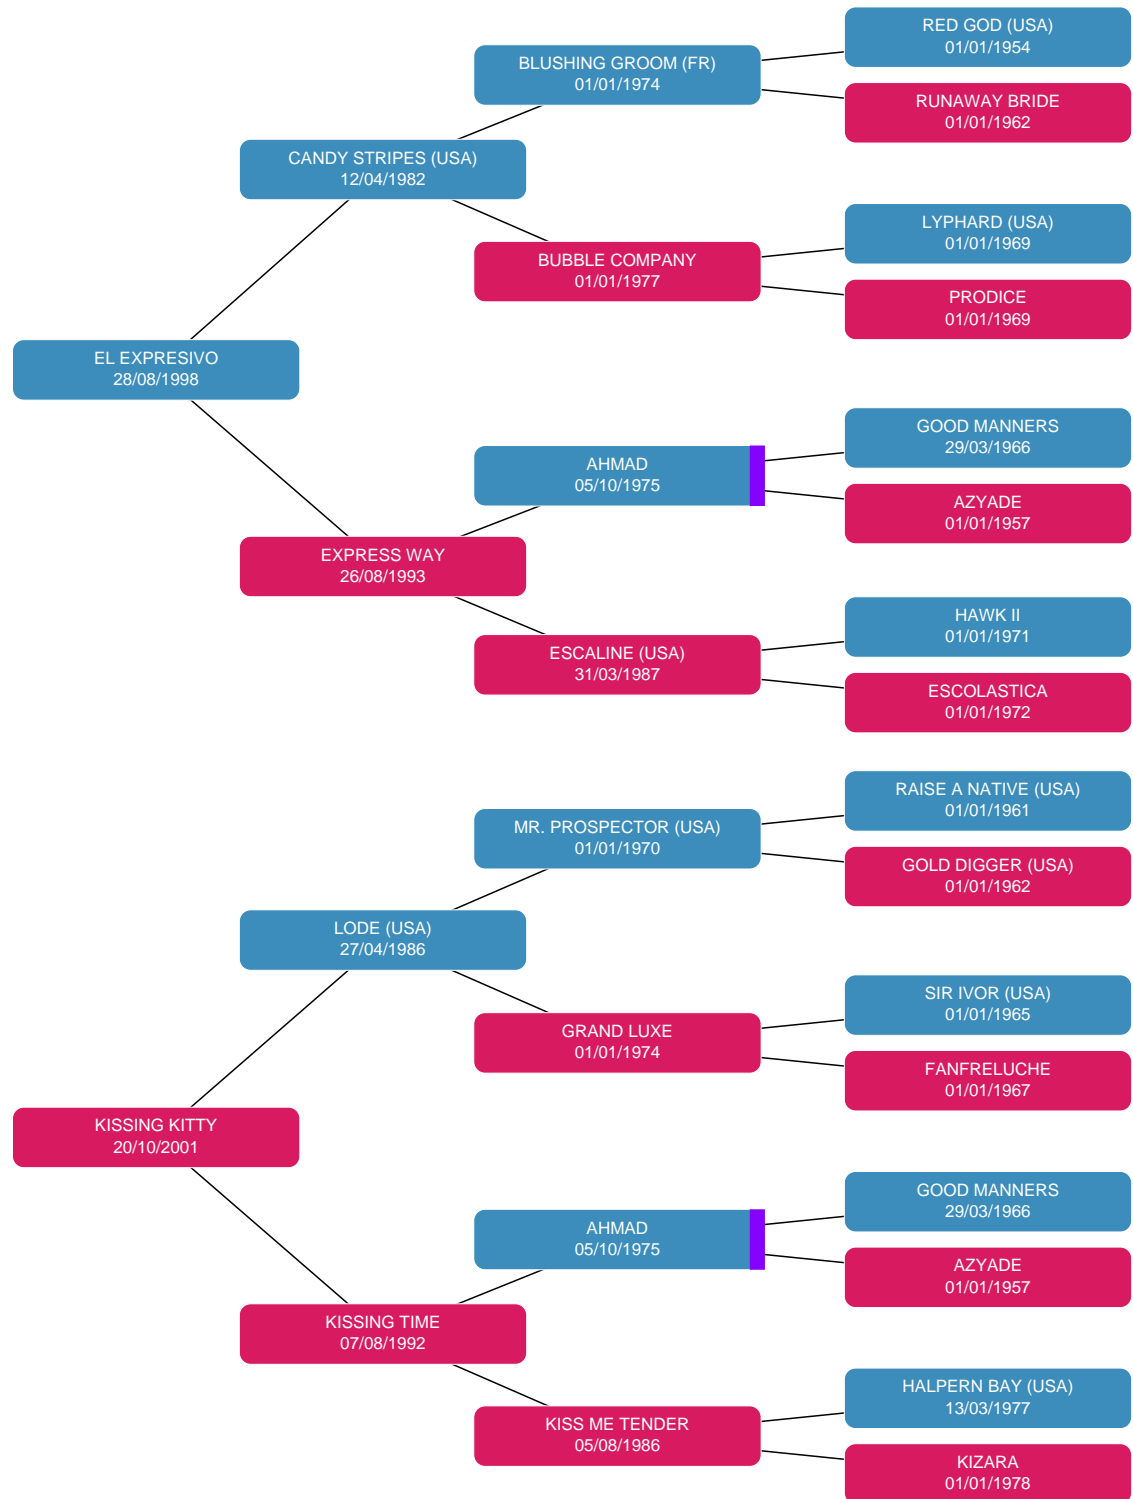 RED GOD (USA)
01/01/1954
BLUSHING GROOM (FR)
01/01/1974
RUNAWAY BRIDE
01/01/1962
CANDY STRIPES (USA)
12/04/1982
LYPHARD (USA)
01/01/1969
BUBBLE COMPANY
01/01/1977
PRODICE
01/01/1969
EL EXPRESIVO
28/08/1998
GOOD MANNERS
29/03/1966
AHMAD
05/10/1975
AZYADE
01/01/1957
EXPRESS WAY
26/08/1993
HAWK II
01/01/1971
ESCALINE (USA)
31/03/1987
ESCOLASTICA
01/01/1972
RAISE A NATIVE (USA)
01/01/1961
MR. PROSPECTOR (USA)
01/01/1970
GOLD DIGGER (USA)
01/01/1962
LODE (USA)
27/04/1986
SIR IVOR (USA)
01/01/1965
GRAND LUXE
01/01/1974
FANFRELUCHE
01/01/1967
KISSING KITTY
20/10/2001
GOOD MANNERS
29/03/1966
AHMAD
05/10/1975
AZYADE
01/01/1957
KISSING TIME
07/08/1992
HALPERN BAY (USA)
13/03/1977
KISS ME TENDER
05/08/1986
KIZARA
01/01/1978